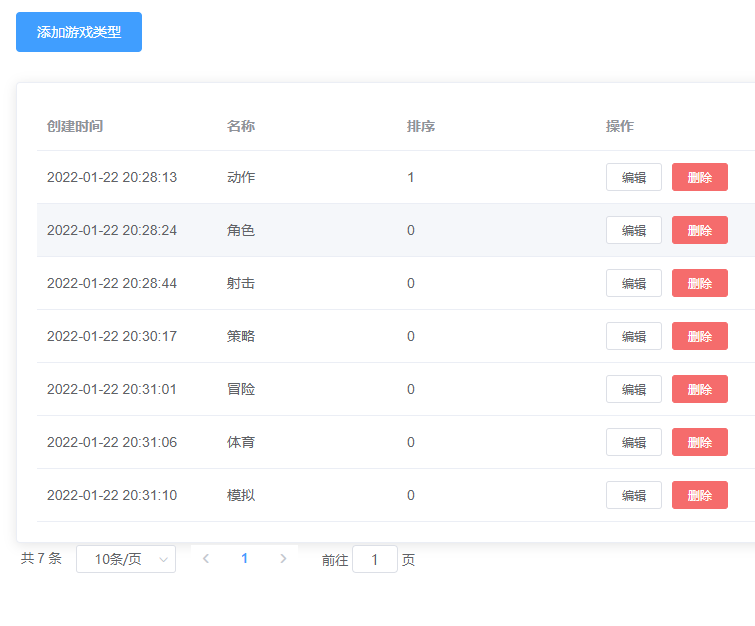 添加游戏类型
创建时间 名称 排序 操作
2022-01-22 20:28:13 动作 1 编辑 删除
2022-01-22 20:28:24 角色 0 编辑 删除
2022-01-22 20:28:44 射击 0 编辑 删除
2022-01-22 20:30:17 策略 0 编辑 删除
2022-01-22 20:31:01 冒险 0 编辑 删除
2022-01-22 20:31:06 体育 0 编辑 删除
2022-01-22 20:31:10 模拟 0 编辑 删除
共 7 条 10条/页 1 前往 1 页